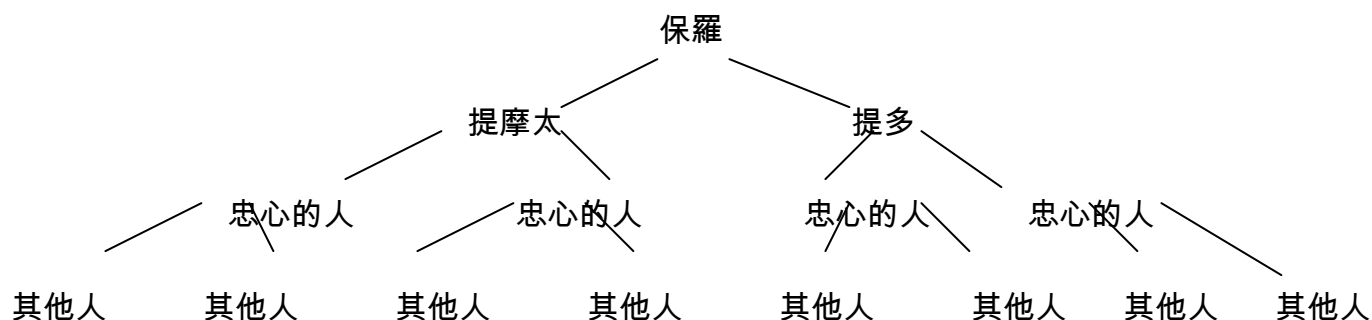 保羅
提摩太 提多
忠心的人 忠心的人 忠心的人 忠心的人
其他人 其他人 其他人 其他人 其他人 其他人 其他人 其他人